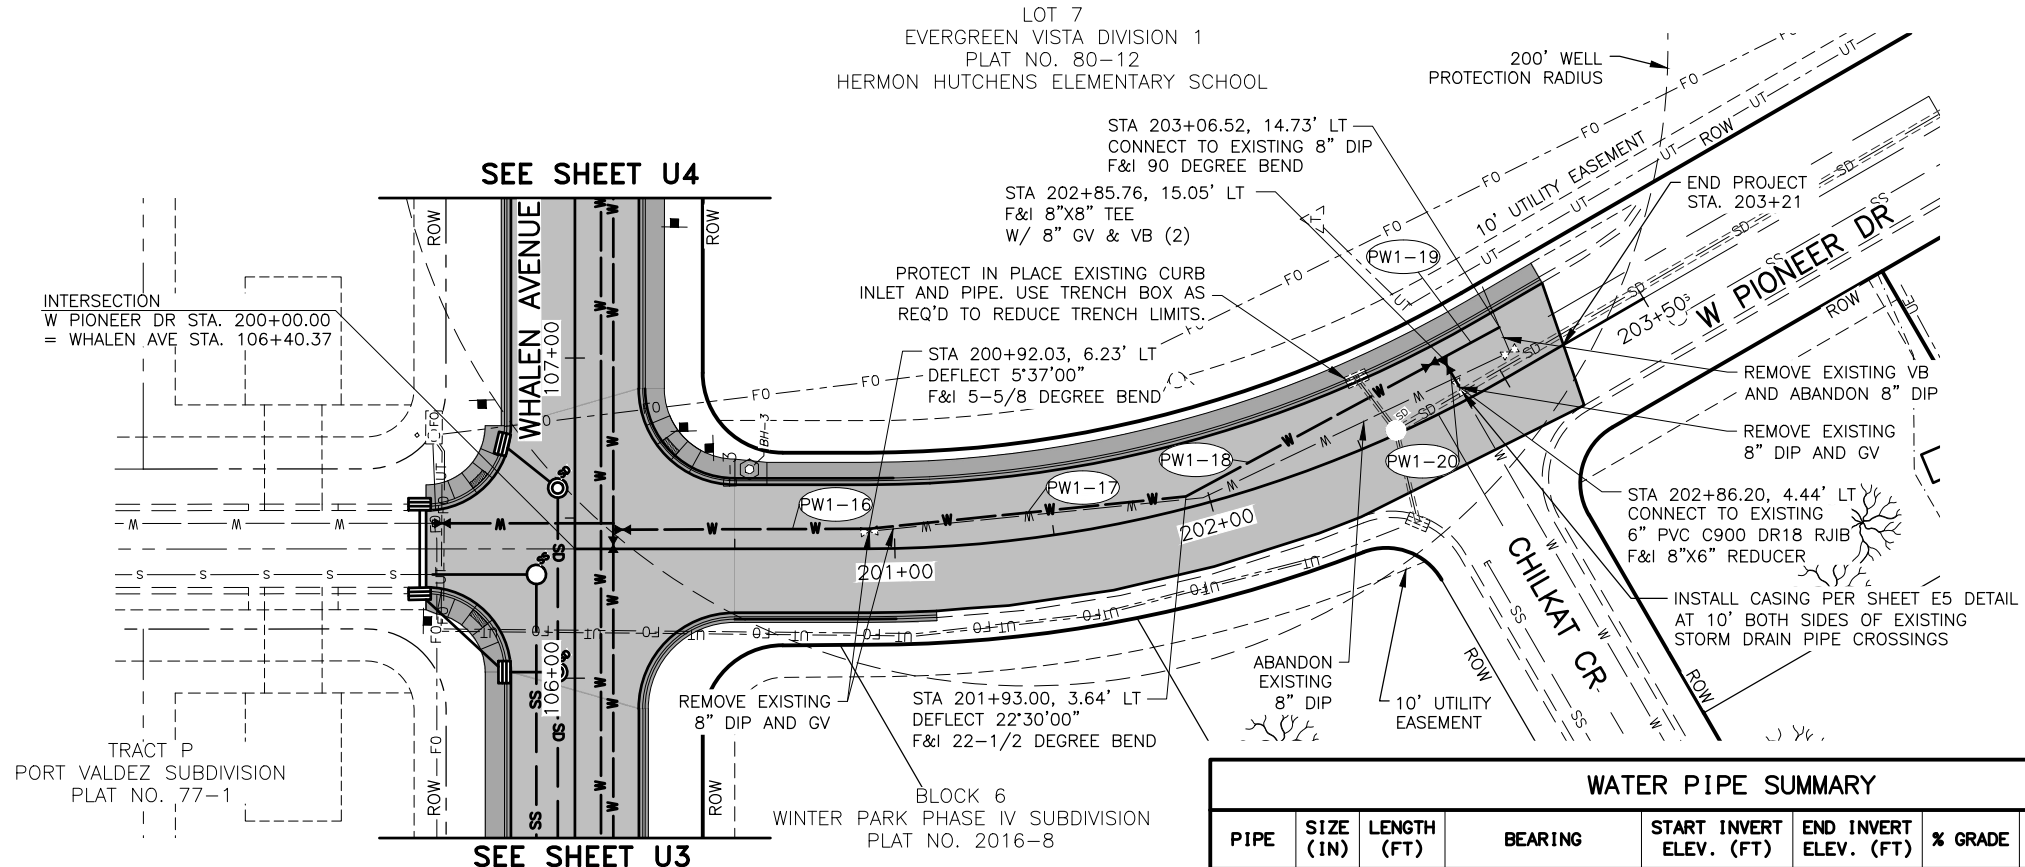 LOT 7
EVERGREEN VISTA DIVISION 1
PLAT NO. 80-12
HERMON HUTCHENS ELEMENTARY SCHOOL
200' WELL
PROTECTION RADIUS
STA 203+06.52, 14.73' LT
CONNECT TO EXISTING 8" DIP
F&I 90 DEGREE BEND
SEE SHEET U4
STA 202+85.76, 15.05' LT
F&I 8"X8" TEE
W/ 8" GV & VB (2)
10' UTILITY EASEMENT
END PROJECT
STA. 203+21
PW1-19
W PIONEER DR
203+50
PROTECT IN PLACE EXISTING CURB
INLET AND PIPE. USE TRENCH BOX AS
REQ'D TO REDUCE TRENCH LIMITS.
INTERSECTION
W PIONEER DR STA. 200+00.00
= WHALEN AVE STA. 106+40.37
WHALEN AVENUE
107+00
STA 200+92.03, 6.23' LT
DEFLECT 5°37'00"
F&I 5-5/8 DEGREE BEND
REMOVE EXISTING VB
AND ABANDON 8" DIP
REMOVE EXISTING
8" DIP AND GV
BH-3
PW1-16
PW1-17
PW1-18
PW1-20
201+00
202+00
STA 202+86.20, 4.44' LT
CONNECT TO EXISTING
6" PVC C900 DR18 RJIB
F&I 8"X6" REDUCER
CHILKAT CR
INSTALL CASING PER SHEET E5 DETAIL
AT 10' BOTH SIDES OF EXISTING
STORM DRAIN PIPE CROSSINGS
106+00
REMOVE EXISTING
8" DIP AND GV
STA 201+93.00, 3.64' LT
DEFLECT 22°30'00"
F&I 22-1/2 DEGREE BEND
ABANDON
EXISTING
8" DIP
10' UTILITY
EASEMENT
TRACT P
PORT VALDEZ SUBDIVISION
PLAT NO. 77-1
BLOCK 6
WINTER PARK PHASE IV SUBDIVISION
PLAT NO. 2016-8
SEE SHEET U3
WATER PIPE SUMMARY
PIPE SIZE (IN) LENGTH (FT) BEARING START INVERT ELEV. (FT) END INVERT ELEV. (FT) % GRADE
ROW
ROW
ROW
ROW
ROW
ROW
ROW
ROW